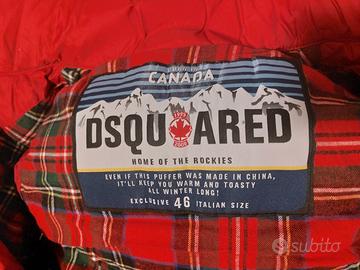 CANADA
DSQUARED
HOME OF THE ROCKIES
EVEN IF THIS PUFFER WAS MADE IN CHINA,
IT'LL KEEP YOU WARM AND TOASTY
ALL WINTER LONG!
EXCLUSIVE 46 ITALIAN SIZE
subito